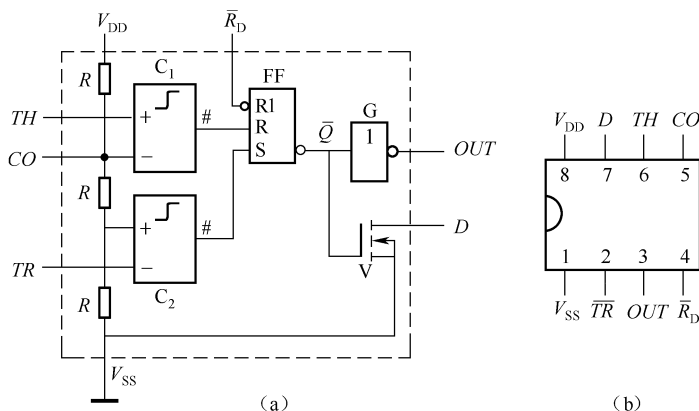 V_DD
R̅_D
R
C₁
FF
TH
+
#
R1
R
Q̅
G
1
CO
−
S
OUT
R
+
#
D
TR
−
V
C₂
R
V_SS
(a)
V_DD D TH CO
8 7 6 5
1 2 3 4
V_SS T̅R̅ OUT R̅_D
(b)